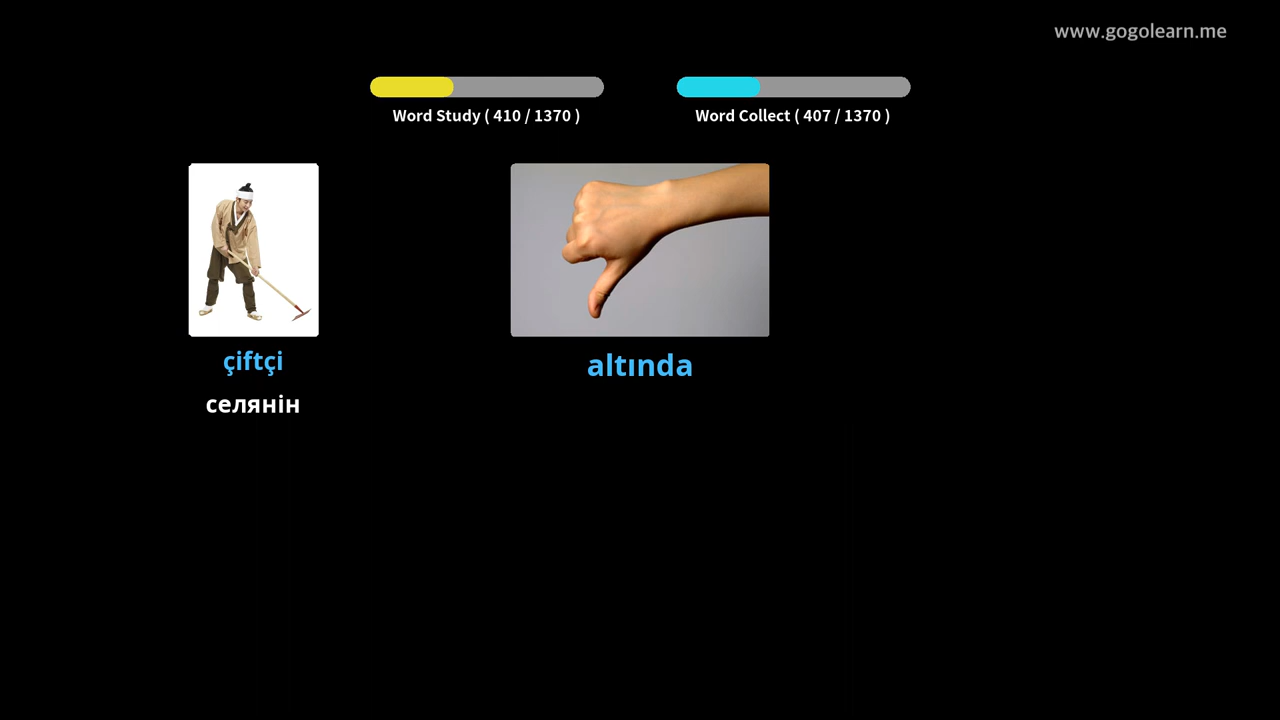 www.gogolearn.me
Word Study ( 410 / 1370 )
Word Collect ( 407 / 1370 )
çiftçi
селянін
altında